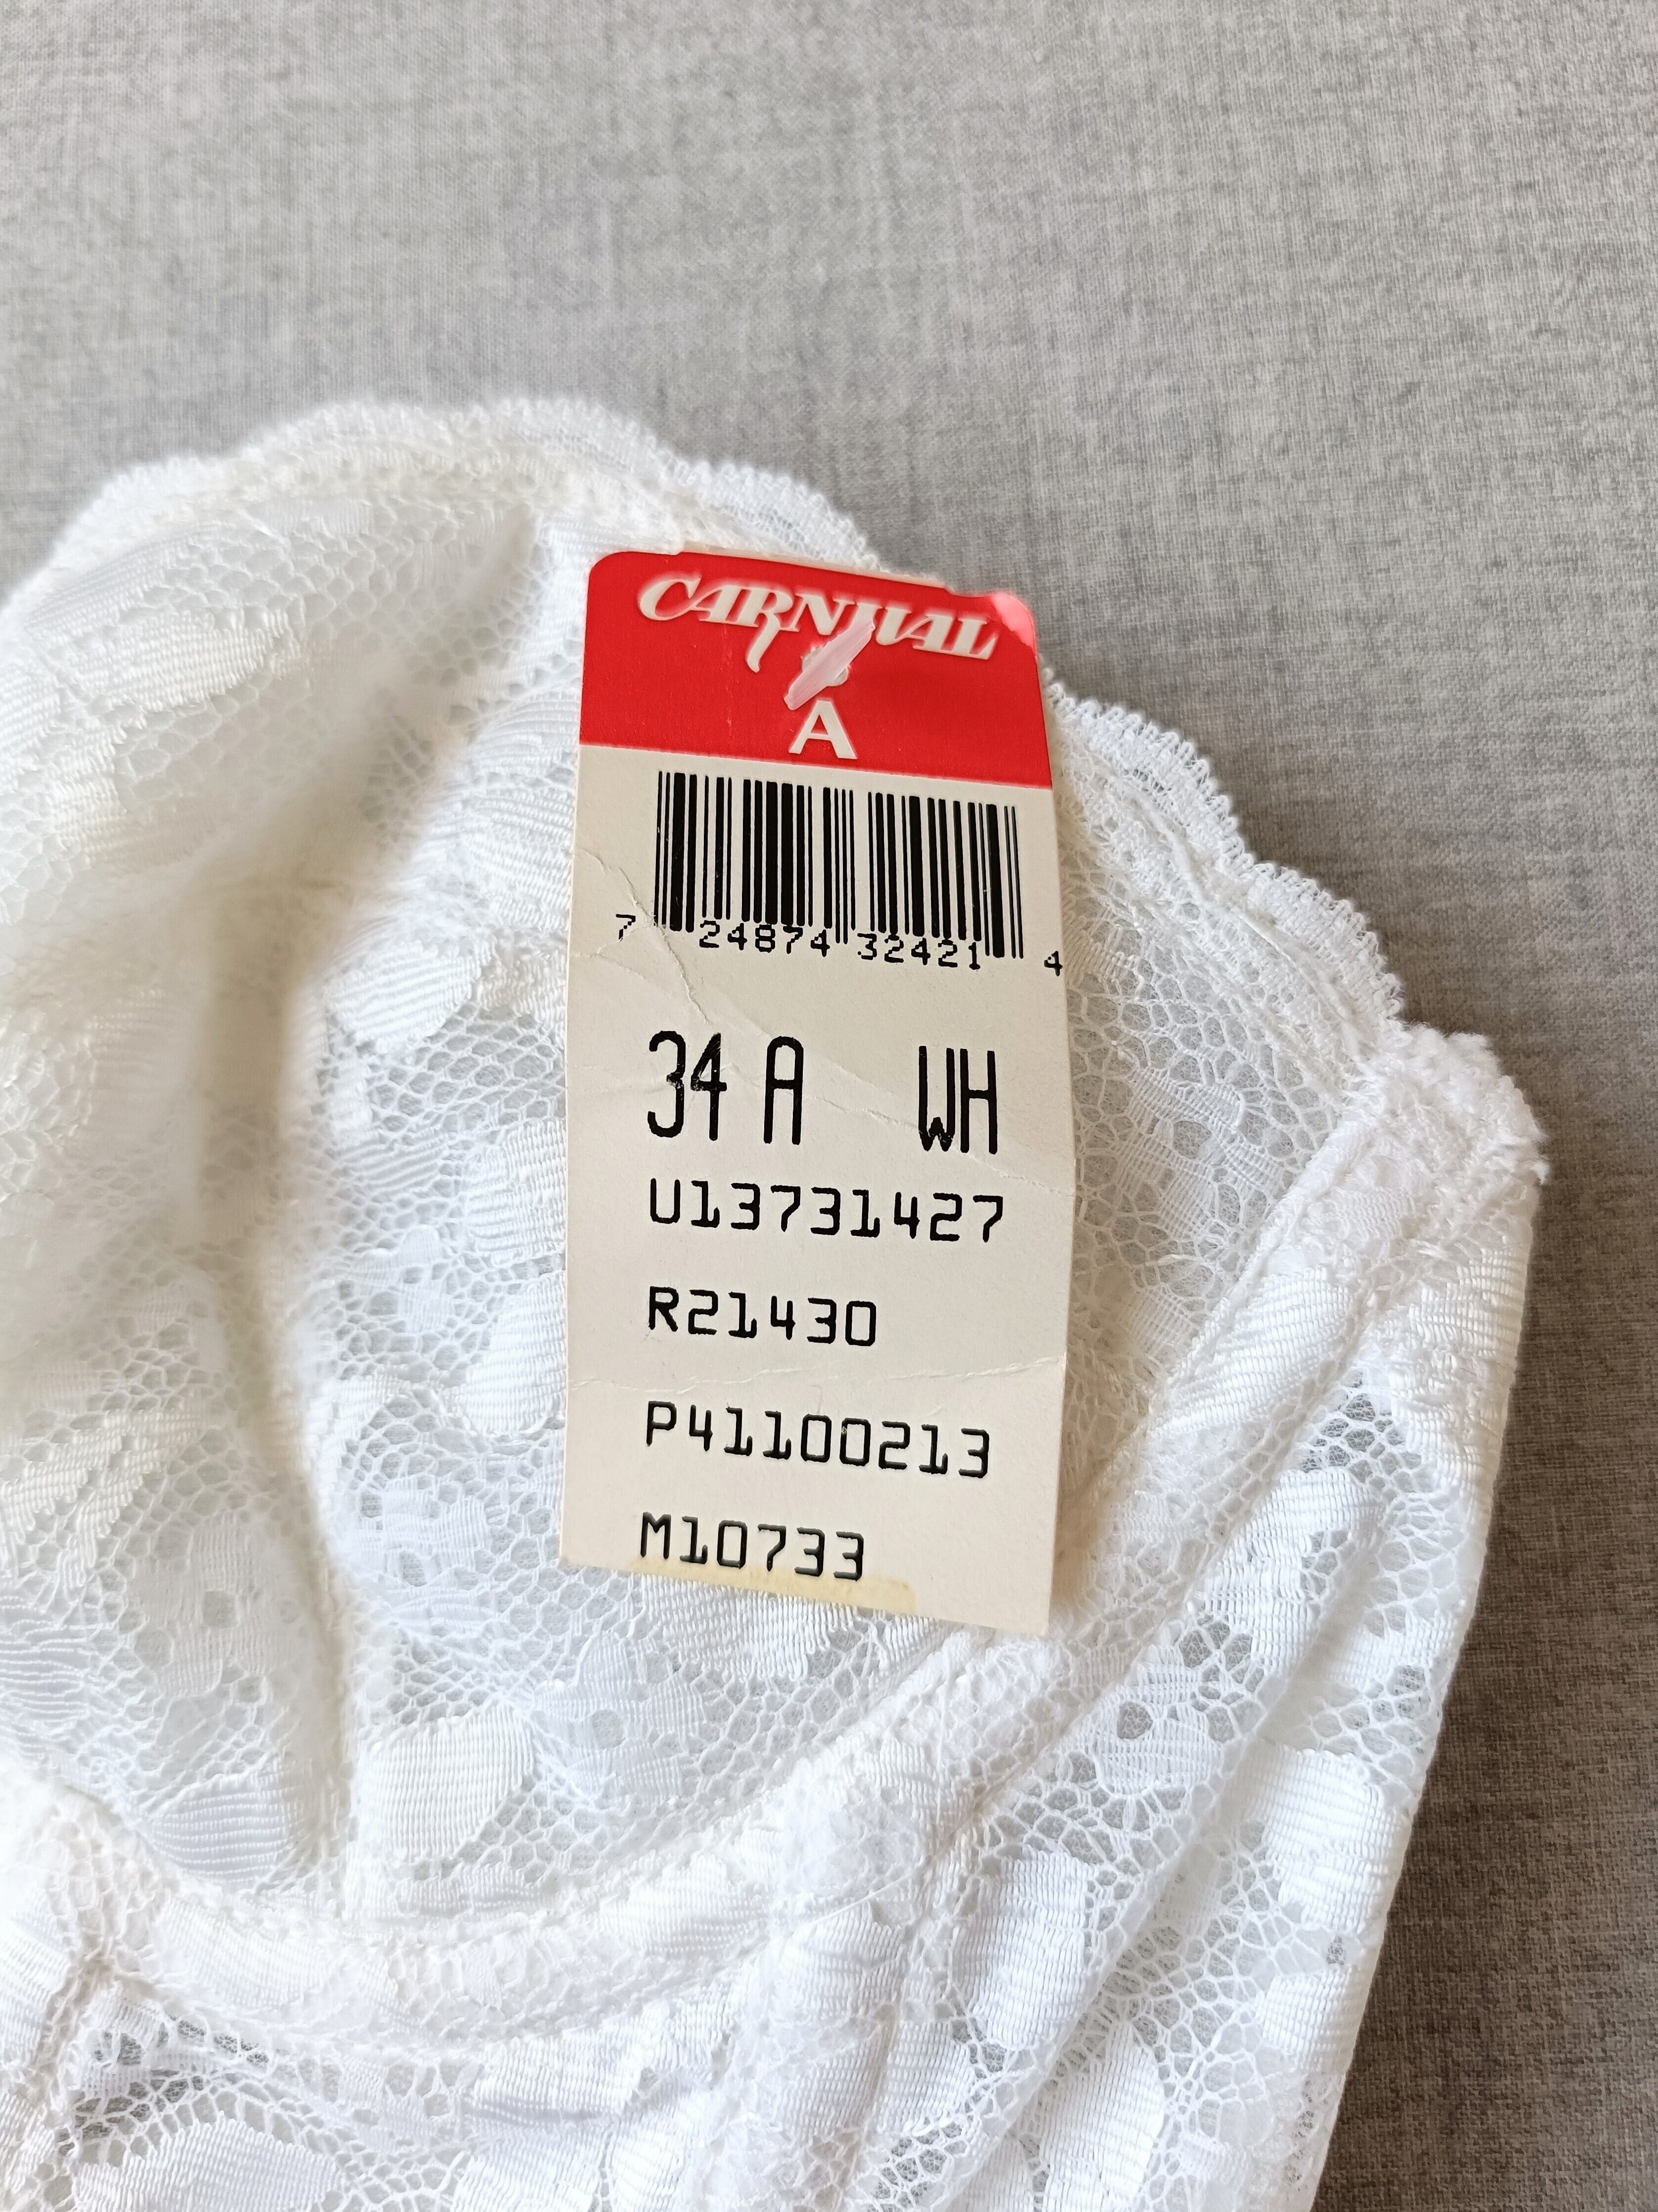 CARNIVAL
A
7 24874 32421 4
34 A WH
U13731427
R21430
P41100213
M10733